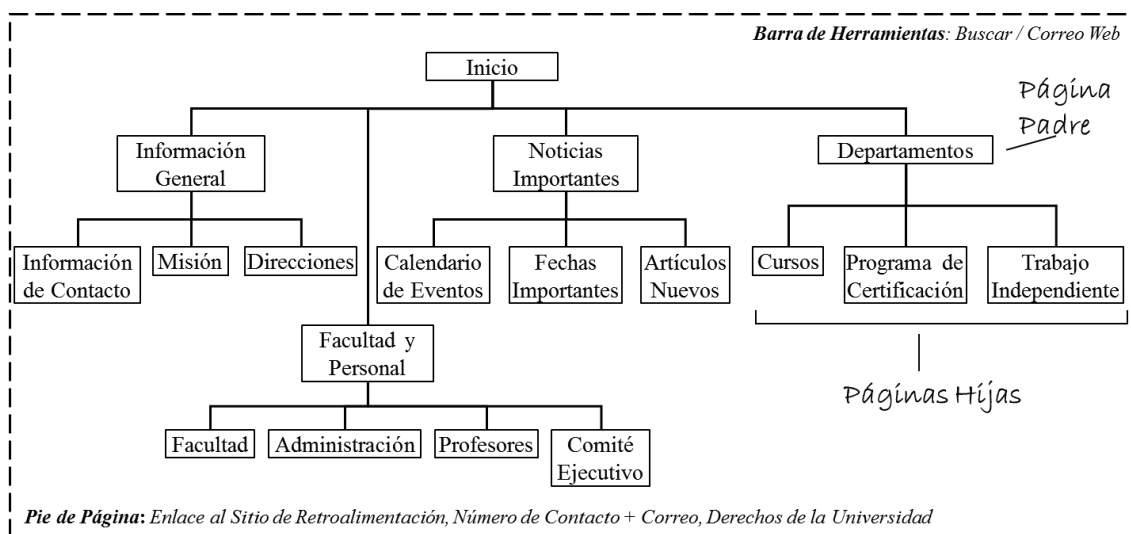 Barra de Herramientas: Buscar / Correo Web
Inicio
Página
Padre
Información
General
Noticias
Importantes
Departamentos
Información
de Contacto
Misión
Direcciones
Calendario
de Eventos
Fechas
Importantes
Artículos
Nuevos
Cursos
Programa de
Certificación
Trabajo
Independiente
Facultad y
Personal
Páginas Hijas
Facultad
Administración
Profesores
Comité
Ejecutivo
Pie de Página: Enlace al Sitio de Retroalimentación, Número de Contacto + Correo, Derechos de la Universidad